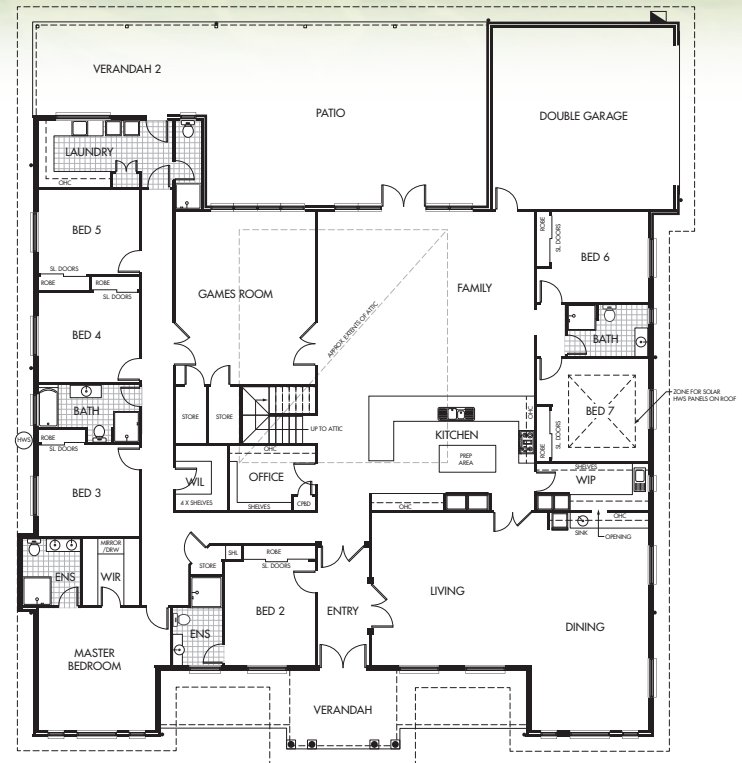 VERANDAH 2
PATIO
DOUBLE GARAGE
LAUNDRY
OHC
BED 5
SL. DOORS
ROBE
ROBE
SL. DOORS
BED 4
BATH
HWS
ROBE
SL. DOORS
BED 3
GAMES ROOM
APPROX. EXTENTS OF ATTIC
FAMILY
ROBE
SL. DOORS
BED 6
BATH
BED 7
ROBE
SL. DOORS
ZONE FOR SOLAR
HWS PANELS ON ROOF
STORE
STORE
UP TO ATTIC
KITCHEN
OHC
PREP
AREA
OHC
WIL
4 X SHELVES
OFFICE
SHELVES
CPBD
SHELVES
WIP
OHC
SINK
OHC
OPENING
ENS
MIRROR
/DRW
WIR
STORE
SHL
ROBE
SL. DOORS
BED 2
ENS
ENTRY
LIVING
DINING
MASTER
BEDROOM
VERANDAH